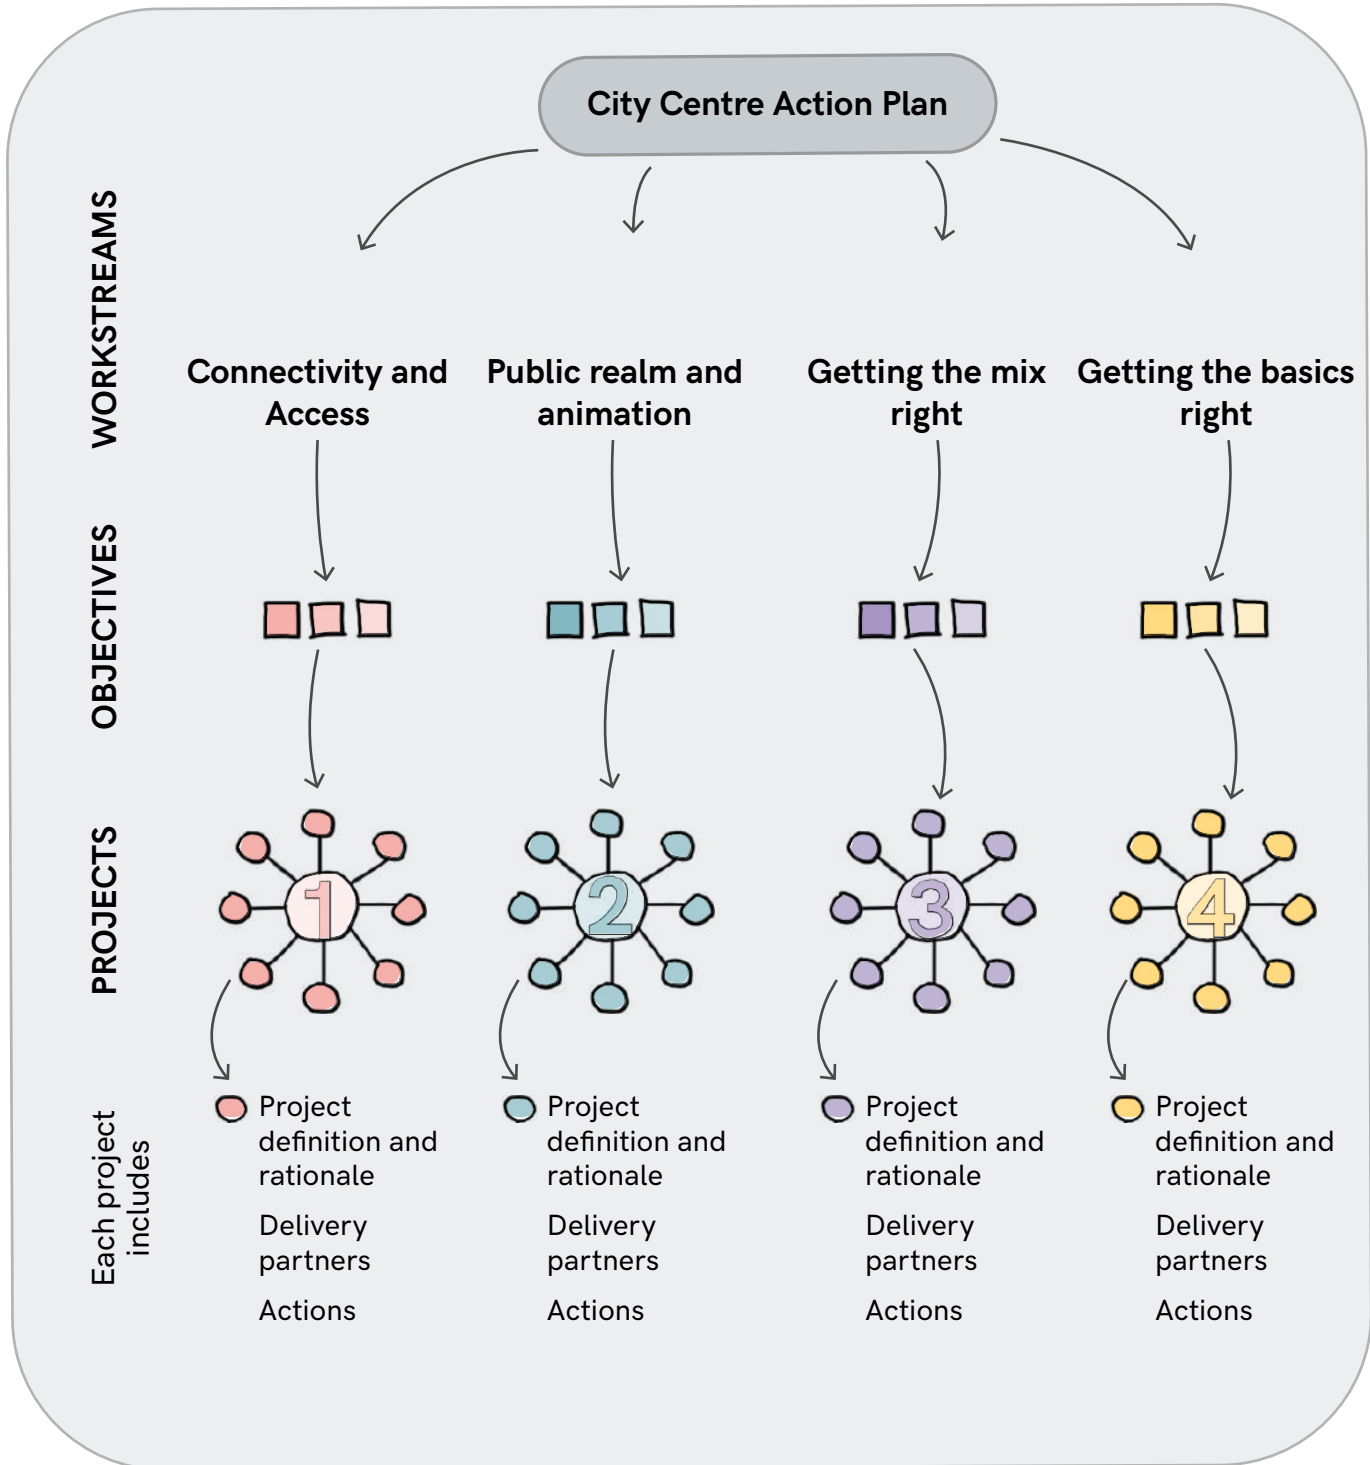 City Centre Action Plan
WORKSTREAMS
Connectivity and
Access
Public realm and
animation
Getting the mix
right
Getting the basics
right
OBJECTIVES
PROJECTS
1
2
3
4
Each project
includes
Project
definition and
rationale
Delivery
partners
Actions
Project
definition and
rationale
Delivery
partners
Actions
Project
definition and
rationale
Delivery
partners
Actions
Project
definition and
rationale
Delivery
partners
Actions